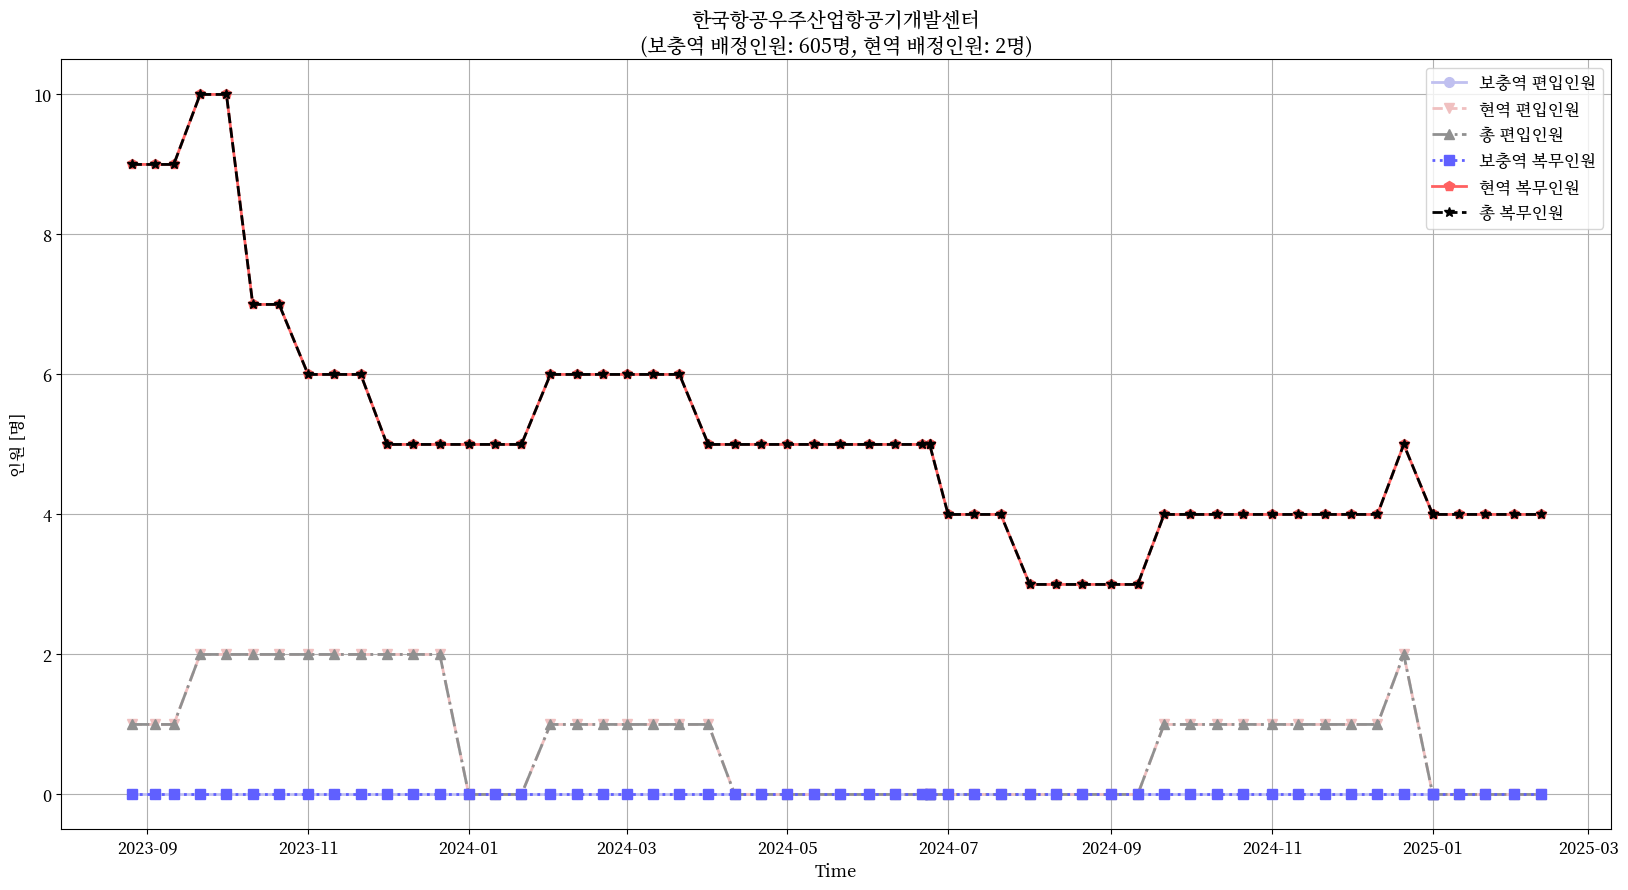 한국항공우주산업항공기개발센터
(보충역 배정인원: 605명, 현역 배정인원: 2명)
보충역 편입인원
현역 편입인원
총 편입인원
보충역 복무인원
현역 복무인원
총 복무인원
인원 [명]
10
8
6
4
2
0
2023-09
2023-11
2024-01
2024-03
2024-05
2024-07
2024-09
2024-11
2025-01
2025-03
Time